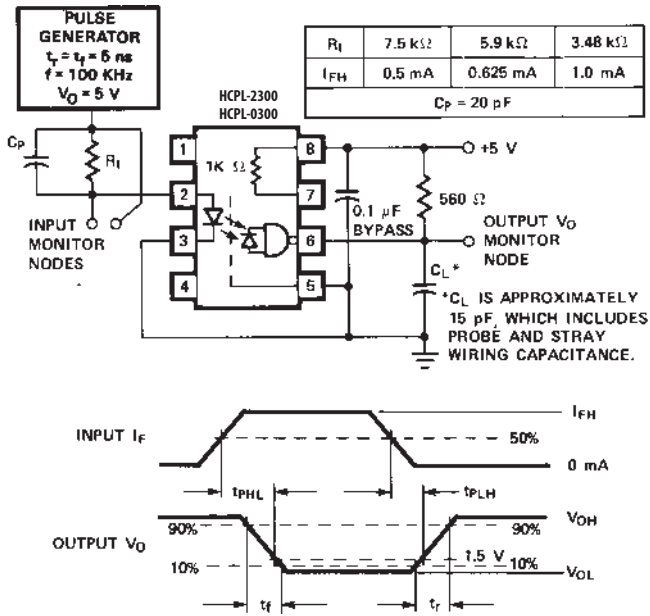 PULSE
GENERATOR
tr = tf = 5 ns
f = 100 KHz
VO = 5 V
RI 7.5 kΩ 5.9 kΩ 3.48 kΩ
IFH 0.5 mA 0.625 mA 1.0 mA
CP = 20 pF
HCPL-2300
HCPL-0300
CP
RI
1
2
3
4
8
7
6
5
1K Ω
+5 V
0.1 µF
BYPASS
560 Ω
INPUT
MONITOR
NODES
OUTPUT VO
MONITOR
NODE
CL*
*CL IS APPROXIMATELY
15 pF, WHICH INCLUDES
PROBE AND STRAY
WIRING CAPACITANCE.
INPUT IF
IFH
50%
0 mA
tPHL
tPLH
OUTPUT VO
90%
10%
90%
VOH
1.5 V
10%
VOL
tf
tr